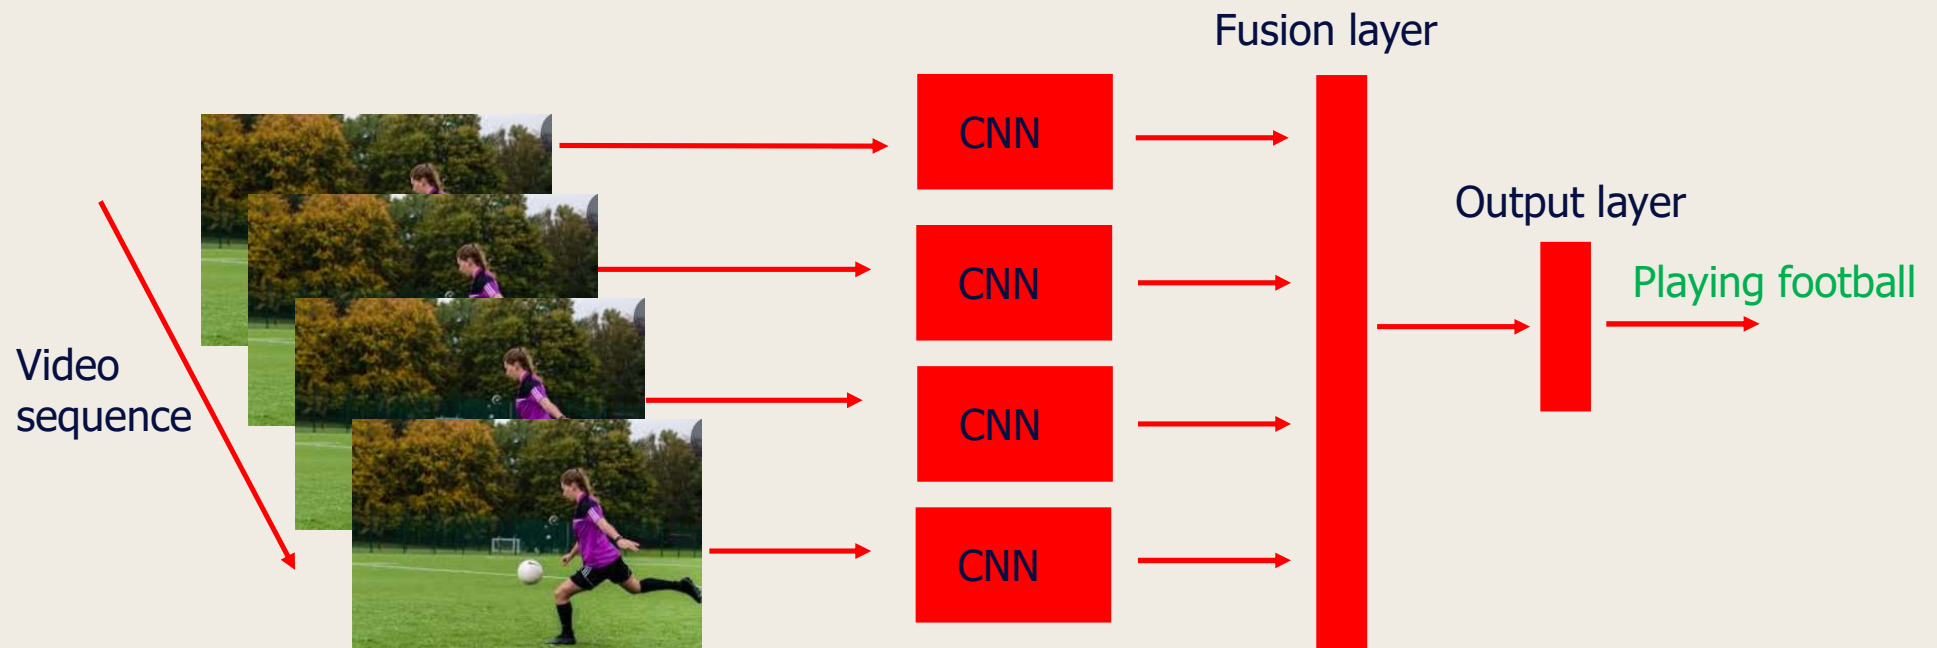 Fusion layer
CNN
Output layer
CNN
Playing football
Video
sequence
CNN
CNN